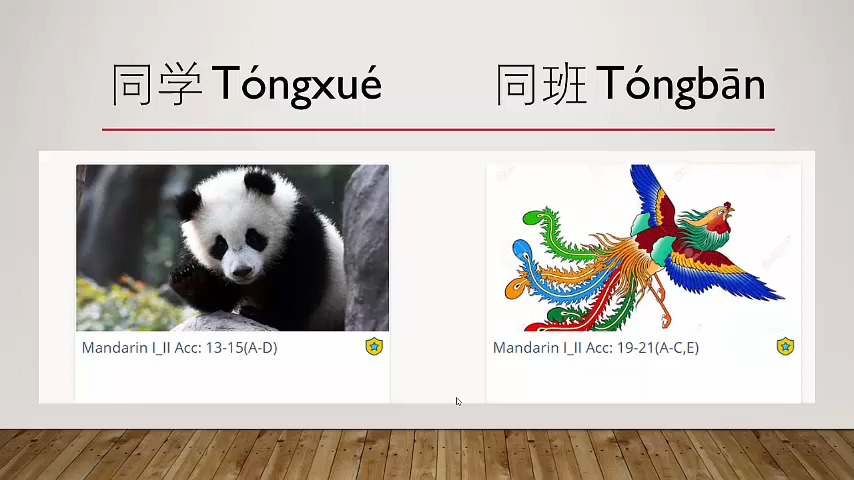 同学 Tóngxué
同班 Tóngbān
Mandarin I_II Acc: 13-15(A-D)
Mandarin I_II Acc: 19-21(A-C,E)